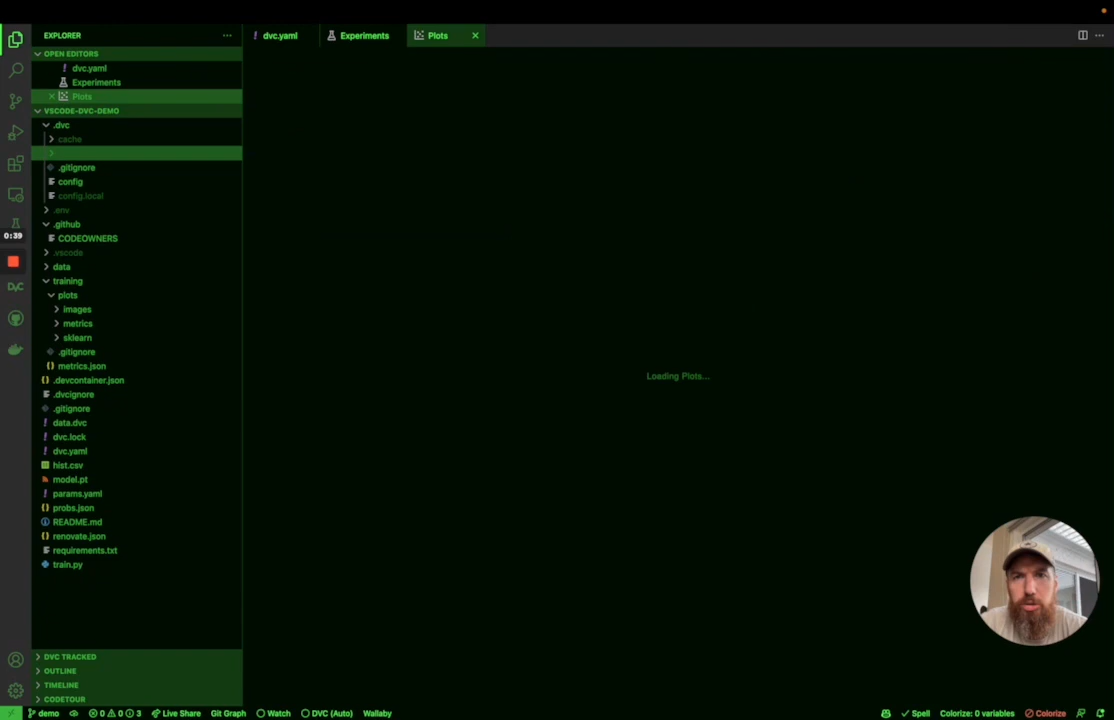 EXPLORER
dvc.yaml
Experiments
Plots
OPEN EDITORS
dvc.yaml
Experiments
Plots
VSCODE-DVC-DEMO
.dvc
cache
.gitignore
config
config.local
.env
.github
CODEOWNERS
.vscode
data
training
plots
images
metrics
sklearn
.gitignore
metrics.json
.devcontainer.json
.dvcignore
.gitignore
data.dvc
dvc.lock
dvc.yaml
hist.csv
model.pt
params.yaml
probs.json
README.md
renovate.json
requirements.txt
train.py
0:39
DVC
Loading Plots...
DVC TRACKED
OUTLINE
TIMELINE
CODETOUR
demo 0 0 3 Live Share Git Graph Watch DVC (Auto) Wallaby Spell Colorize: 0 variables Colorize